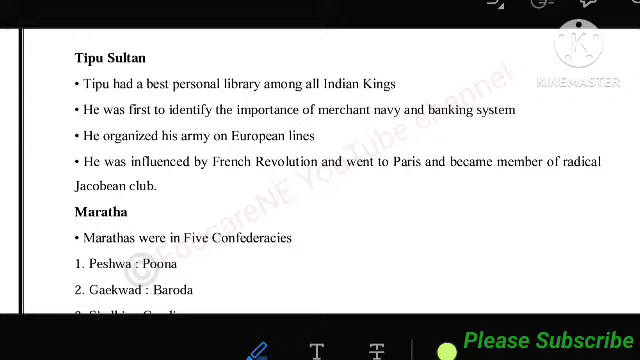 KINEMASTER
Tipu Sultan
• Tipu had a best personal library among all Indian Kings
• He was first to identify the importance of merchant navy and banking system
• He organized his army on European lines
• He was influenced by French Revolution and went to Paris and became member of radical
Jacobean club.
Maratha
• Marathas were in Five Confederacies
1. Peshwa : Poona
2. Gaekwad : Baroda
©EducareNE YouTube channel
Please Subscribe